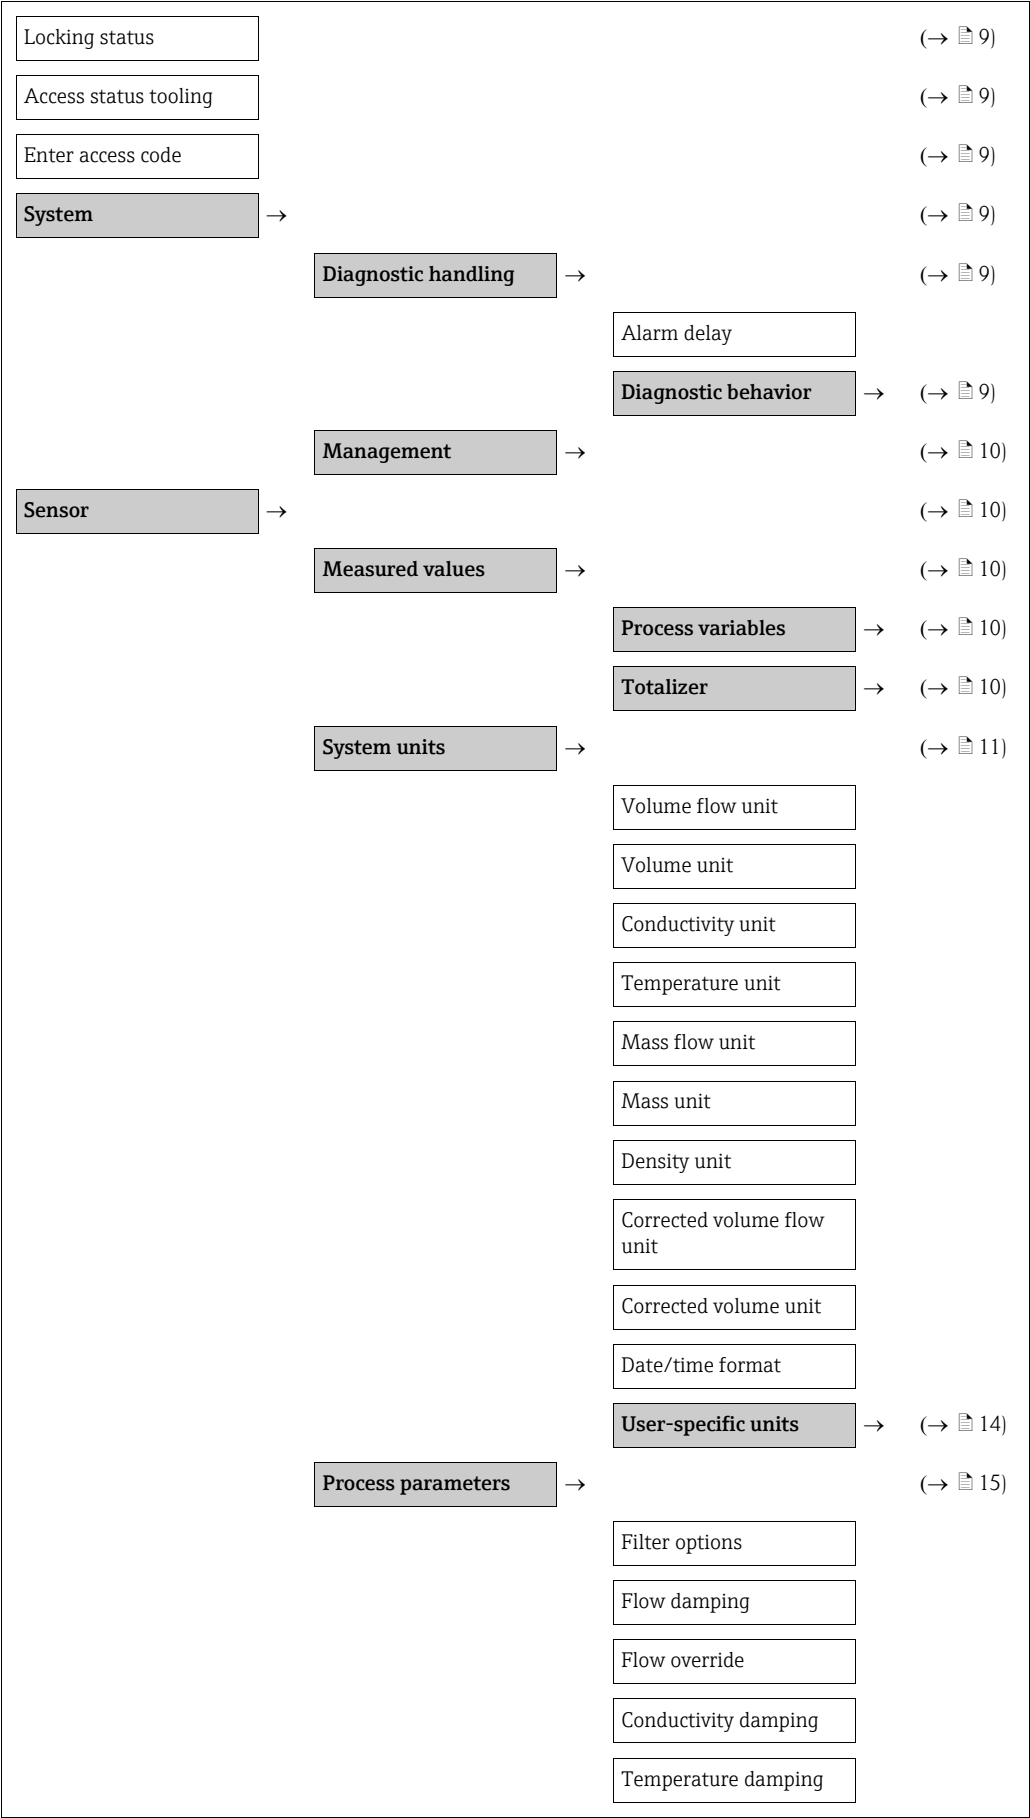 Locking status (→ 9)
Access status tooling (→ 9)
Enter access code (→ 9)
System → (→ 9)
Diagnostic handling → (→ 9)
Alarm delay
Diagnostic behavior → (→ 9)
Management → (→ 10)
Sensor → (→ 10)
Measured values → (→ 10)
Process variables → (→ 10)
Totalizer → (→ 10)
System units → (→ 11)
Volume flow unit
Volume unit
Conductivity unit
Temperature unit
Mass flow unit
Mass unit
Density unit
Corrected volume flow
unit
Corrected volume unit
Date/time format
User-specific units → (→ 14)
Process parameters → (→ 15)
Filter options
Flow damping
Flow override
Conductivity damping
Temperature damping